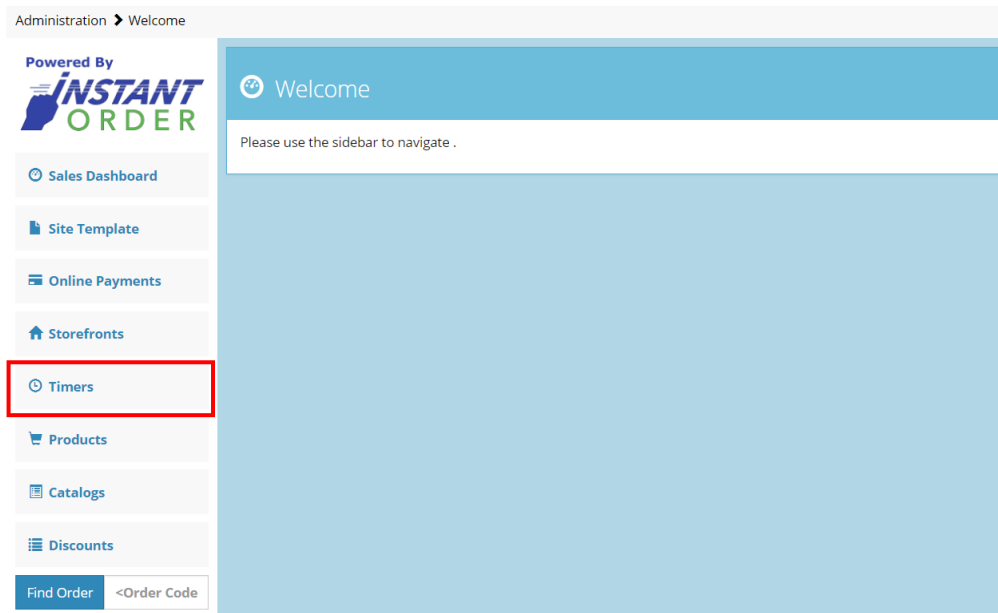 Administration > Welcome
Powered By
INSTANT
ORDER
Welcome
Please use the sidebar to navigate .
Sales Dashboard
Site Template
Online Payments
Storefronts
Timers
Products
Catalogs
Discounts
Find Order <Order Code